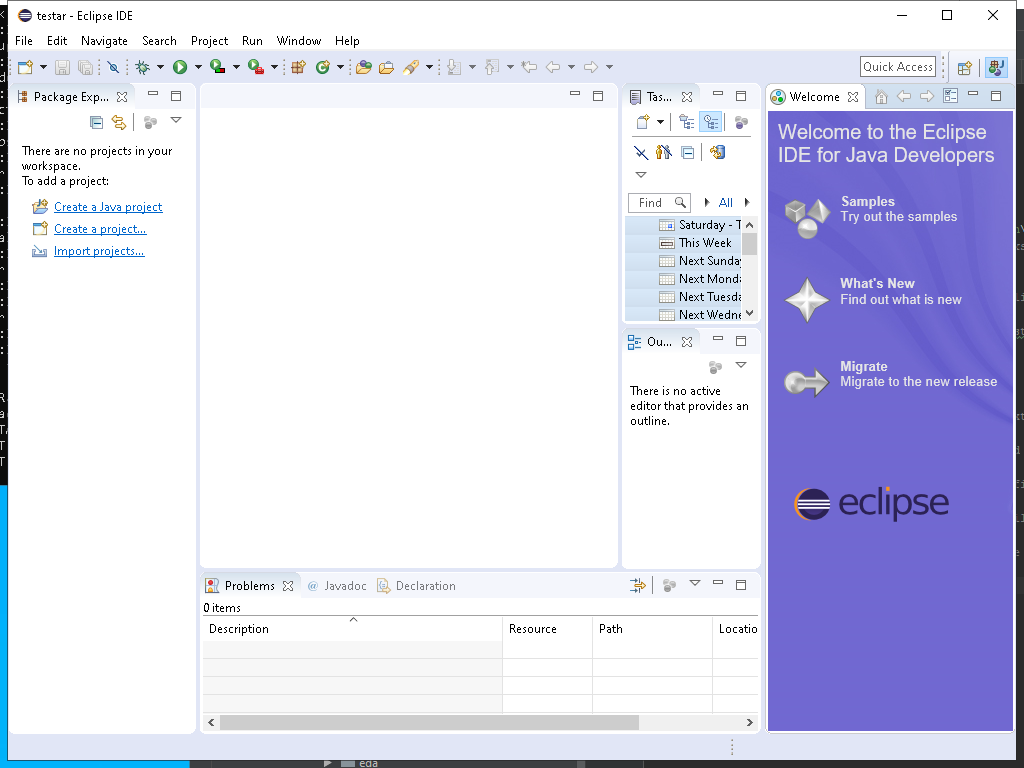 testar - Eclipse IDE
File Edit Navigate Search Project Run Window Help
Quick Access
Package Exp...
There are no projects in your
workspace.
To add a project:
Create a Java project
Create a project...
Import projects...
Tas...
Find
All
Saturday - T
This Week
Next Sunday
Next Monda
Next Tuesda
Next Wedne
Ou...
There is no active
editor that provides an
outline.
Welcome
Welcome to the Eclipse
IDE for Java Developers
Samples
Try out the samples
What's New
Find out what is new
Migrate
Migrate to the new release
eclipse
Problems @ Javadoc Declaration
0 items
Description Resource Path Locatio
eda